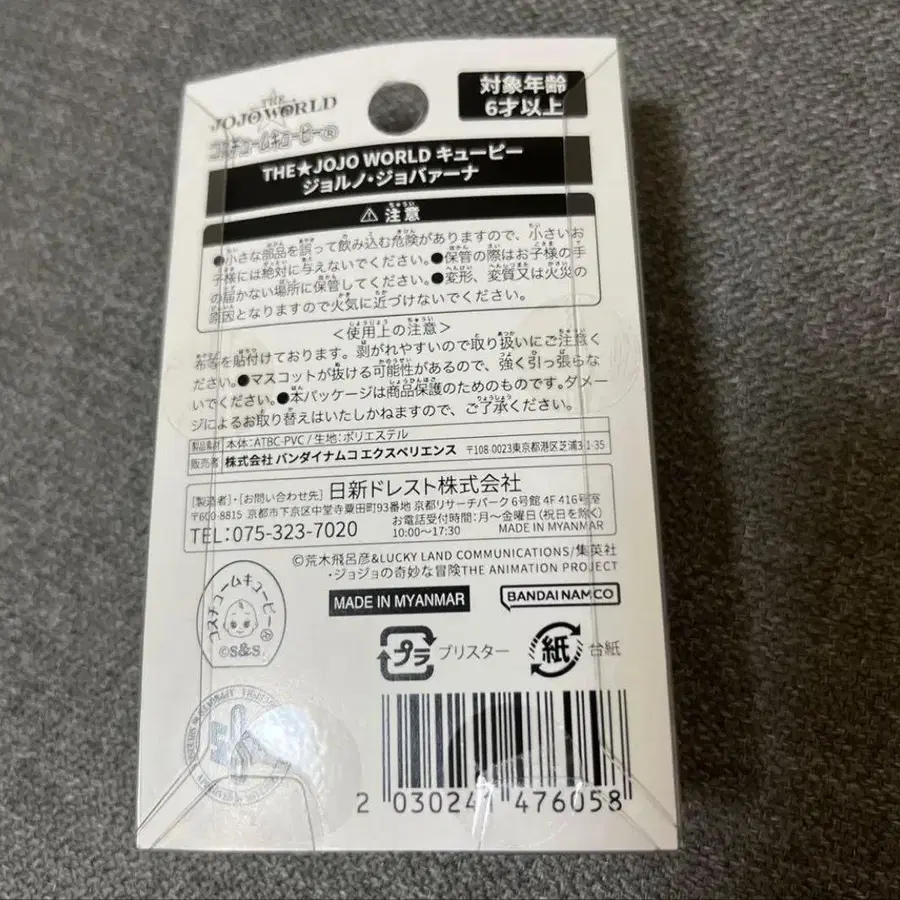 THE
JOJO WORLD
コスチュームキューピー®
対象年齢
6才以上
THE★JOJO WORLD キューピー
ジョルノ・ジョバァーナ
⚠注意
●小さな部品を誤って飲み込む危険がありますので、小さいお
子様には絶対に与えないでください。●保管の際はお子様の手
の届かない場所に保管してください。●変形、変質又は火災の
原因となりますので火気に近づけないでください。
<使用上の注意>
布等を貼付けております。剥がれやすいので取り扱いにご注意く
ださい。●マスコットが抜ける可能性があるので、強く引っ張らな
いでください。●本パッケージは商品保護のためのものです。ダメー
ジによるお取り替えはいたしかねますので、ご了承ください。
製品素材 本体:ATBC-PVC / 生地:ポリエステル
販売者 株式会社 バンダイナムコ エクスペリエンス 〒108-0023東京都港区芝浦3-1-35
[製造者]・[お問い合わせ先] 日新ドレスト株式会社
〒600-8815 京都市下京区中堂寺粟田町93番地 京都リサーチパーク 6号館 4F 416号室
TEL:075-323-7020 お電話受付時間:月〜金曜日(祝日を除く)
10:00〜17:30 MADE IN MYANMAR
©荒木飛呂彦&LUCKY LAND COMMUNICATIONS/集英社
・ジョジョの奇妙な冒険THE ANIMATION PROJECT
MADE IN MYANMAR
BANDAI NAMCO
コスチュームキューピー®
©S&S.
プラ ブリスター
紙 台紙
2 030241 476058